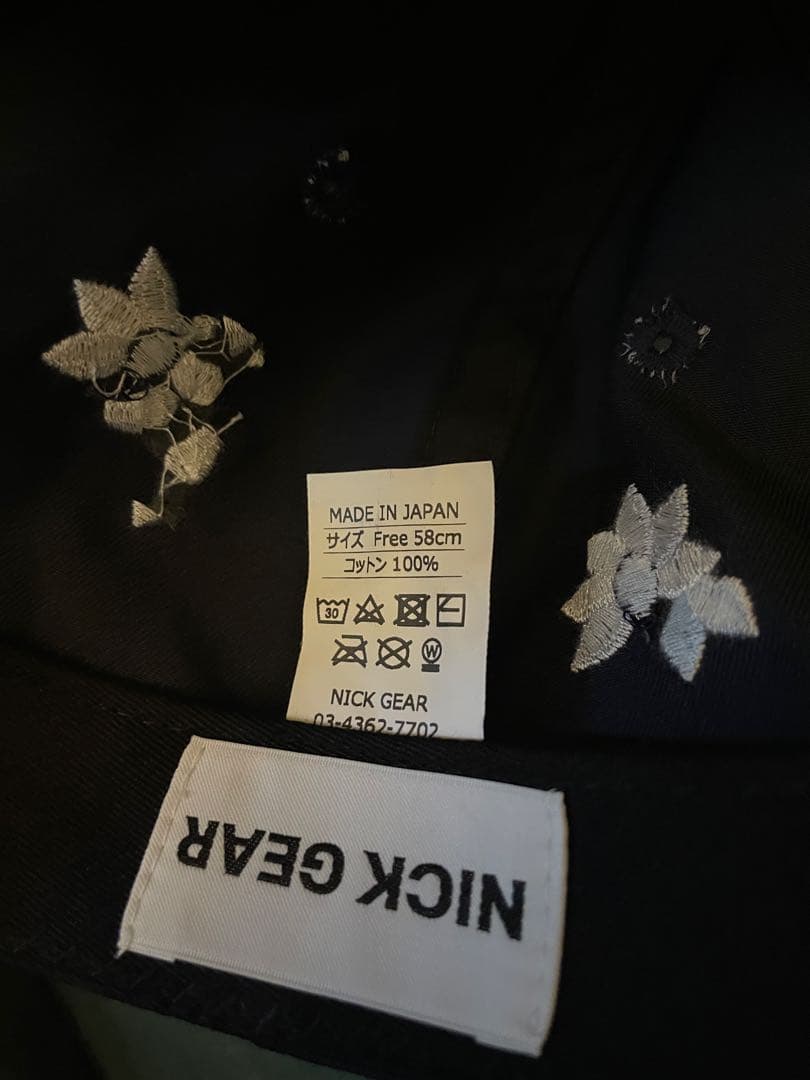 MADE IN JAPAN
サイズ Free 58cm
コットン 100%
30
W
NICK GEAR
03-4362-7702
NICK GEAR